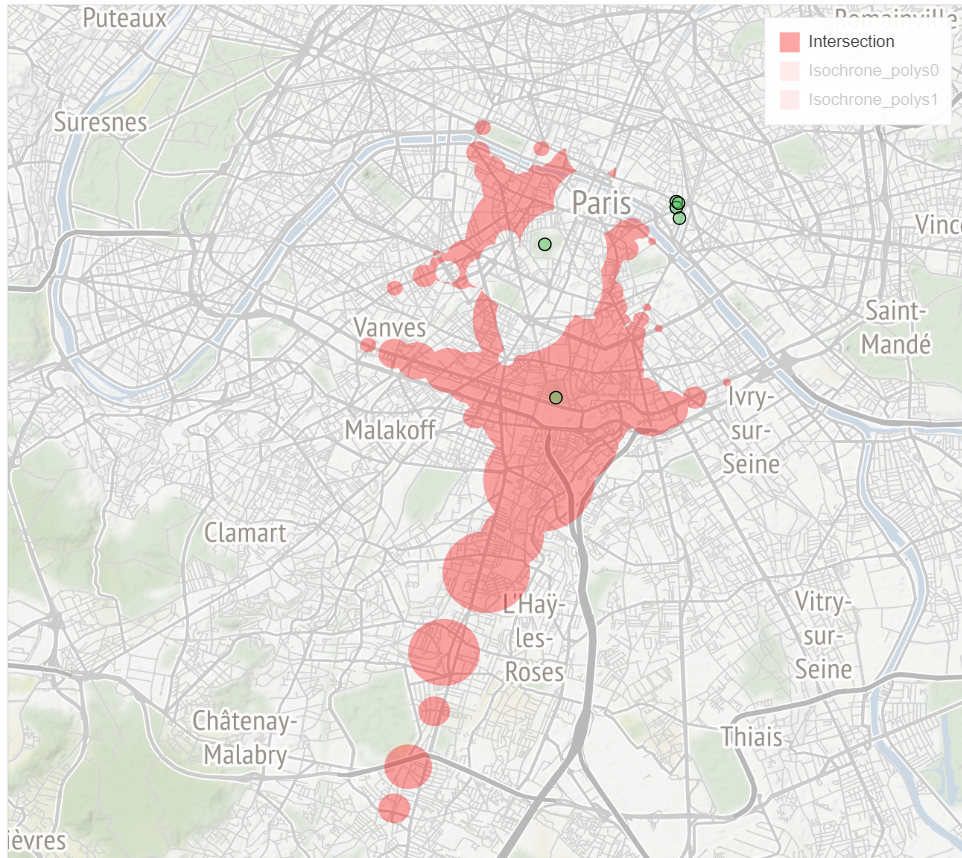 Puteaux
Romainville
Intersection
Isochrone_polys0
Isochrone_polys1
Suresnes
Paris
Vinc
Saint-
Mandé
Vanves
Ivry-
sur-
Seine
Malakoff
Clamart
L'Haÿ-
les-
Roses
Vitry-
sur-
Seine
Châtenay-
Malabry
Thiais
ièvres